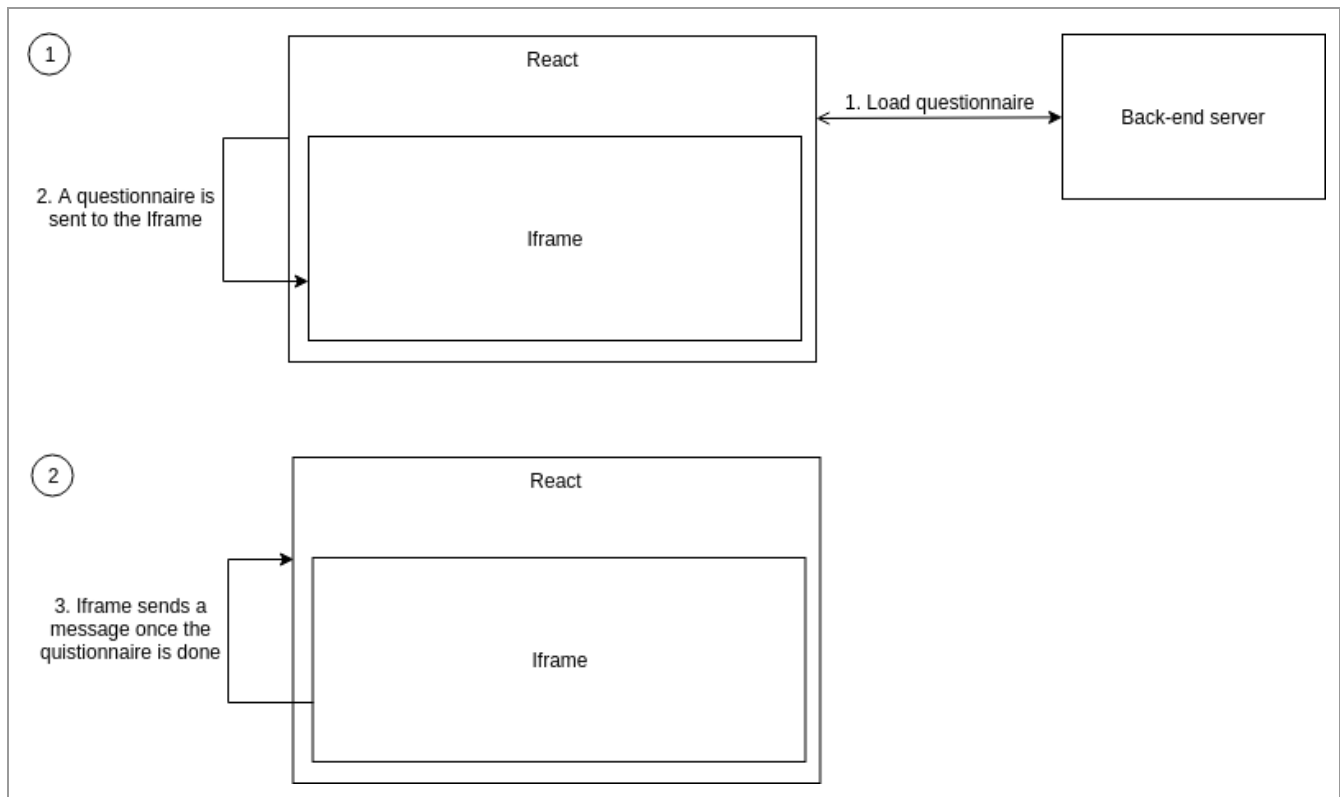 1
React
1. Load questionnaire
Back-end server
2. A questionnaire is
sent to the Iframe
Iframe
2
React
3. Iframe sends a
message once the
quistionnaire is done
Iframe